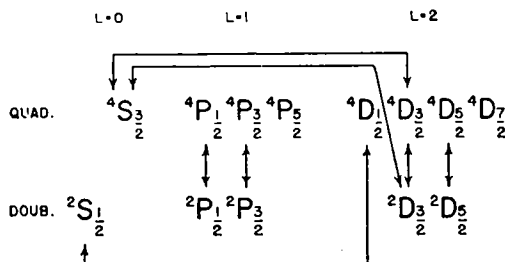 L=0 L=1 L=2
QUAD. ⁴S3/2 ⁴P1/2 ⁴P3/2 ⁴P5/2 ⁴D1/2 ⁴D3/2 ⁴D5/2 ⁴D7/2
DOUB. ²S1/2 ²P1/2 ²P3/2 ²D3/2 ²D5/2